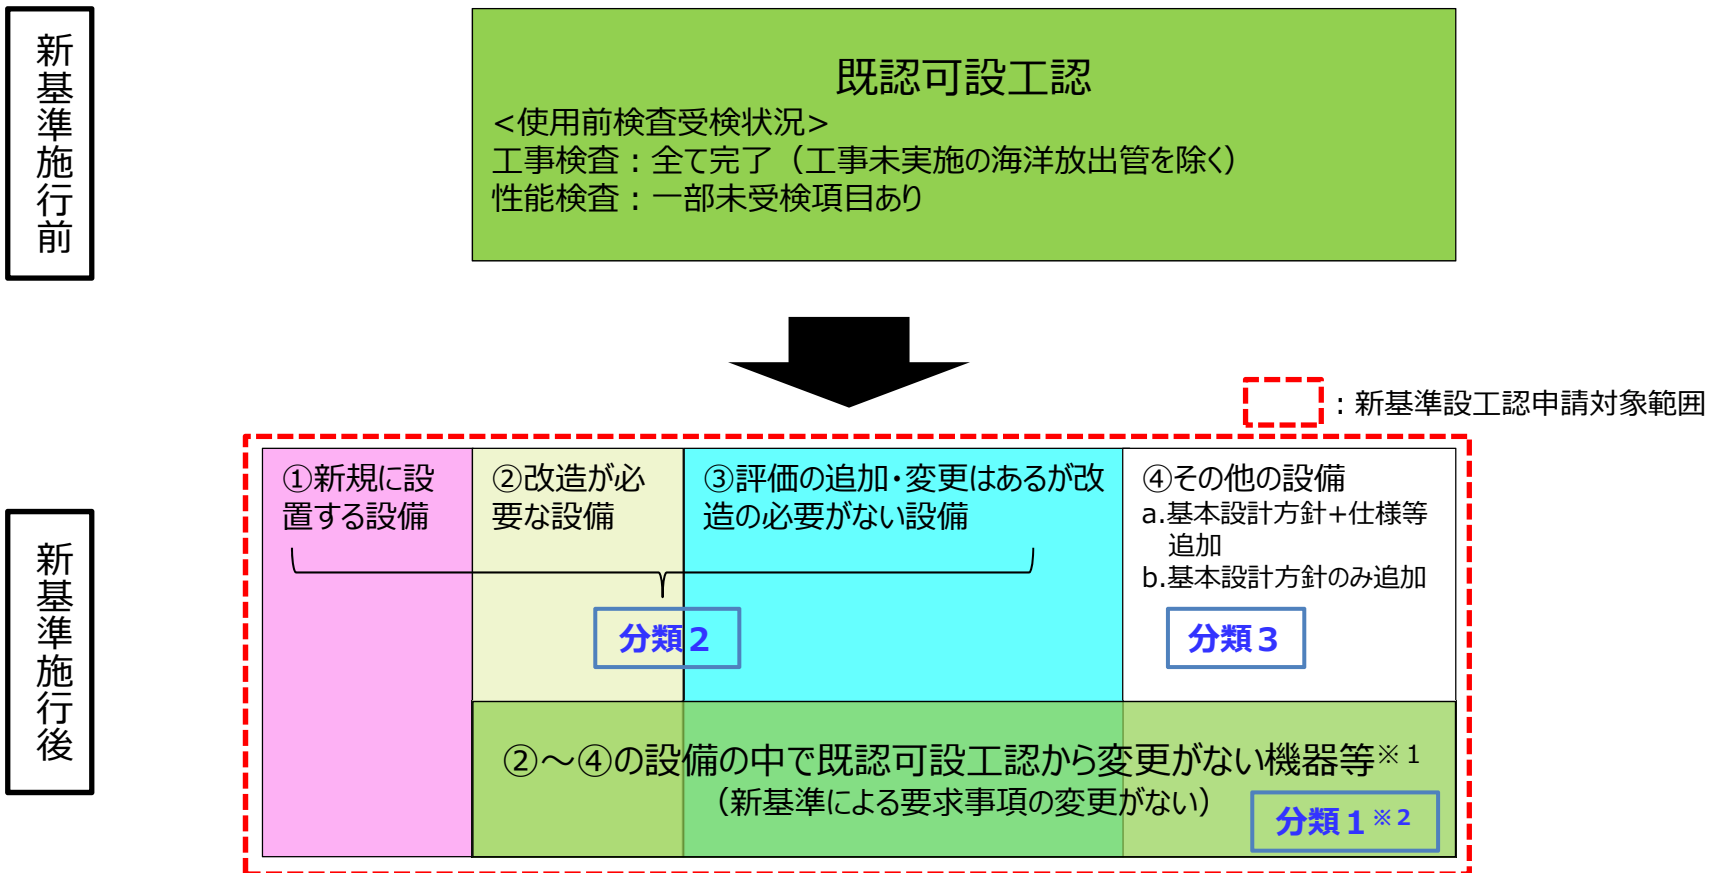 新基準施行前
既認可設工認
<使用前検査受検状況>
工事検査：全て完了（工事未実施の海洋放出管を除く）
性能検査：一部未受検項目あり
：新基準設工認申請対象範囲
新基準施行後
①新規に設
置する設備
②改造が必
要な設備
③評価の追加・変更はあるが改
造の必要がない設備
④その他の設備
a.基本設計方針+仕様等
追加
b.基本設計方針のみ追加
分類２
分類３
②～④の設備の中で既認可設工認から変更がない機器等※１
（新基準による要求事項の変更がない）
分類１※２